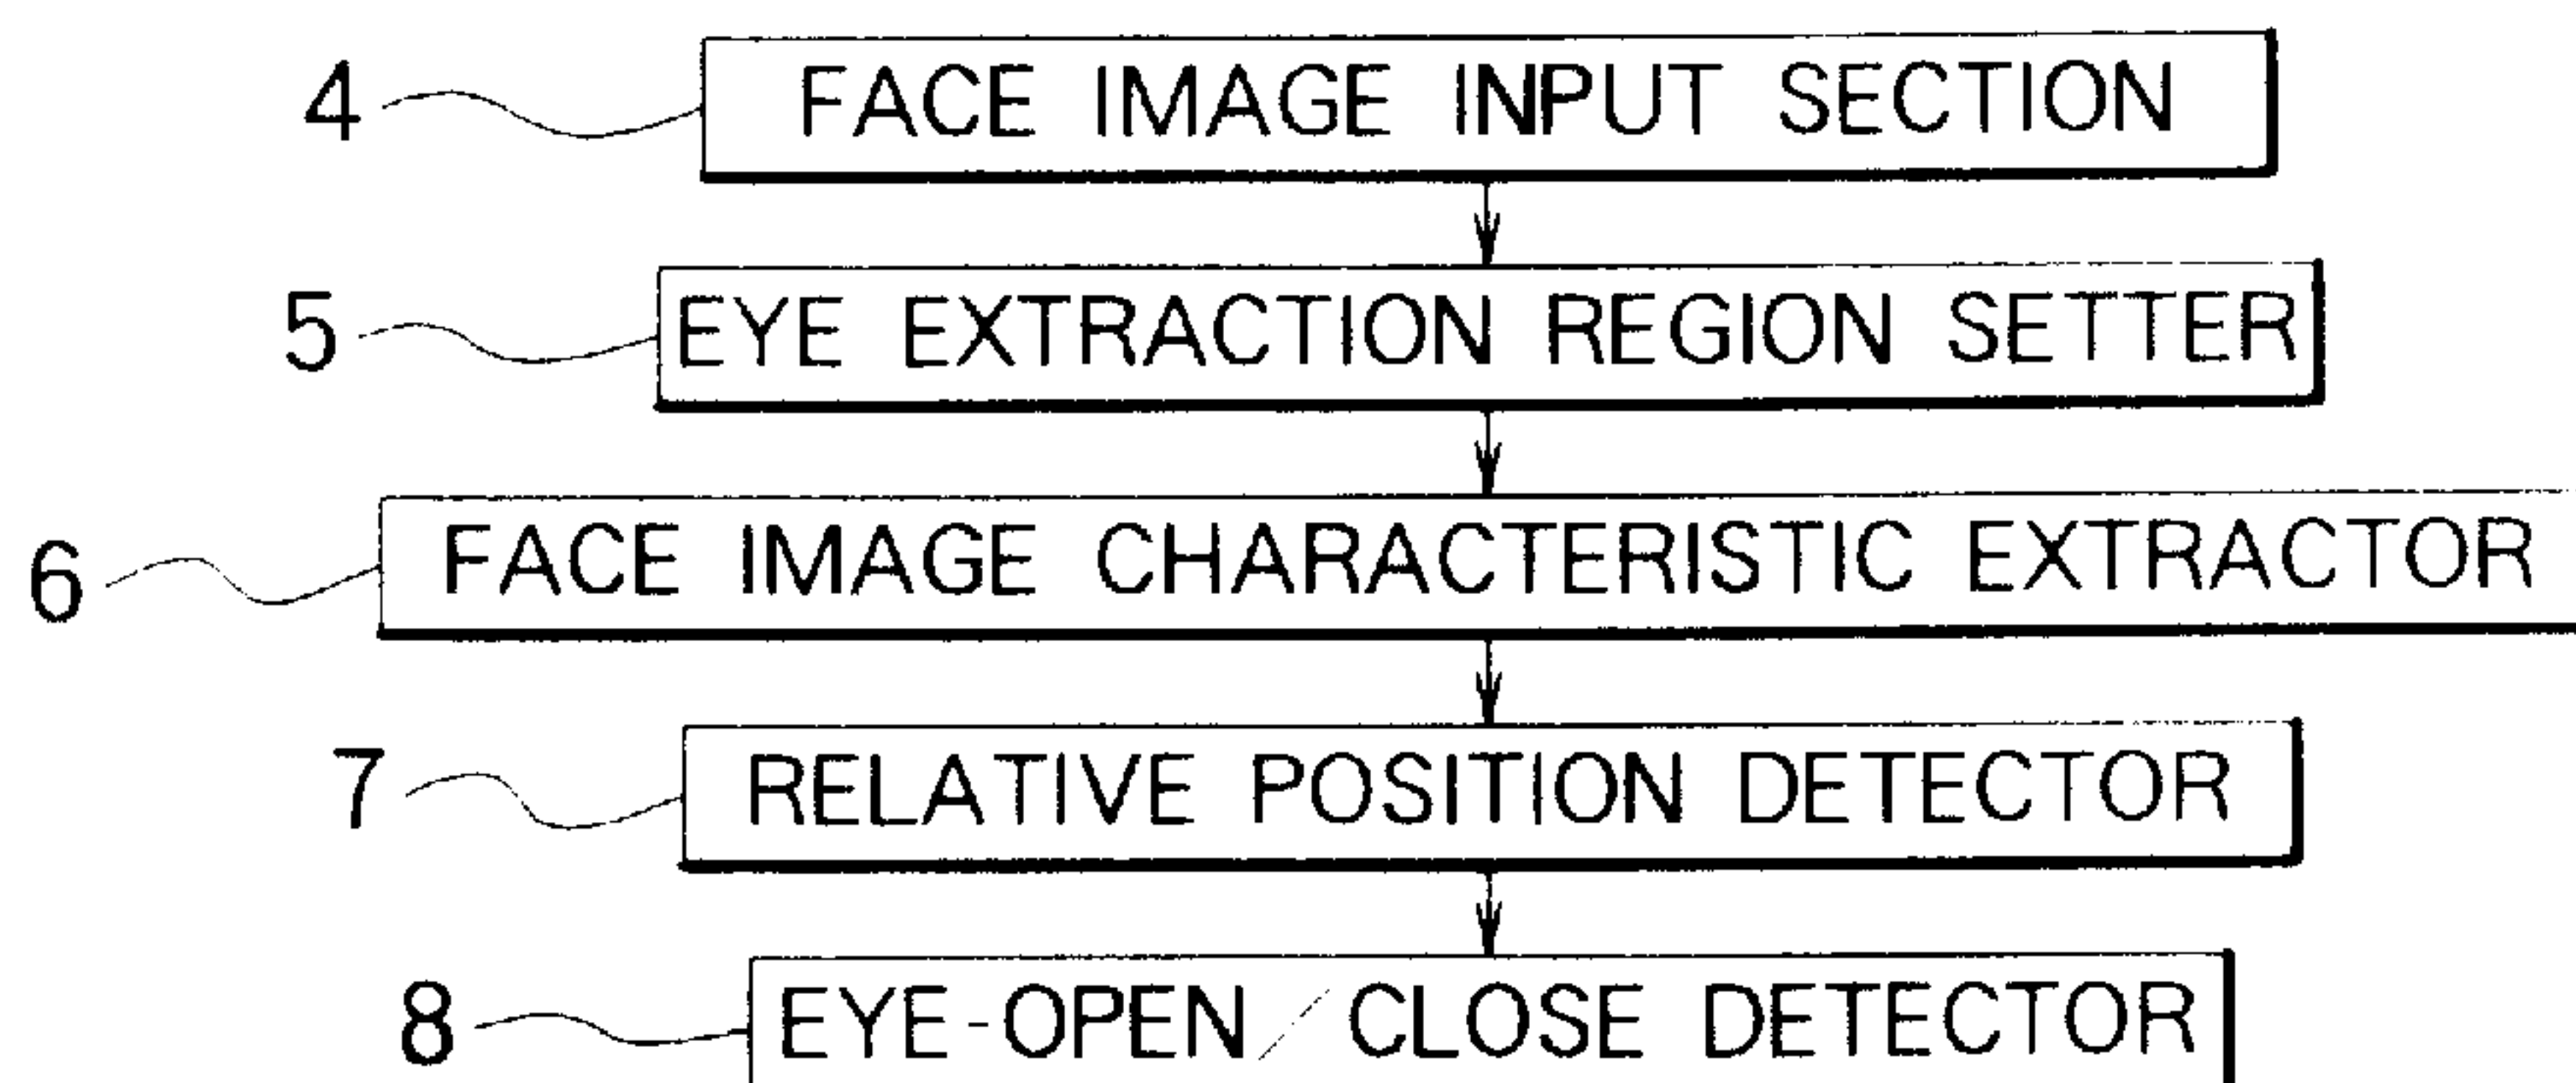 4 FACE IMAGE INPUT SECTION
5 EYE EXTRACTION REGION SETTER
6 FACE IMAGE CHARACTERISTIC EXTRACTOR
7 RELATIVE POSITION DETECTOR
8 EYE-OPEN/CLOSE DETECTOR